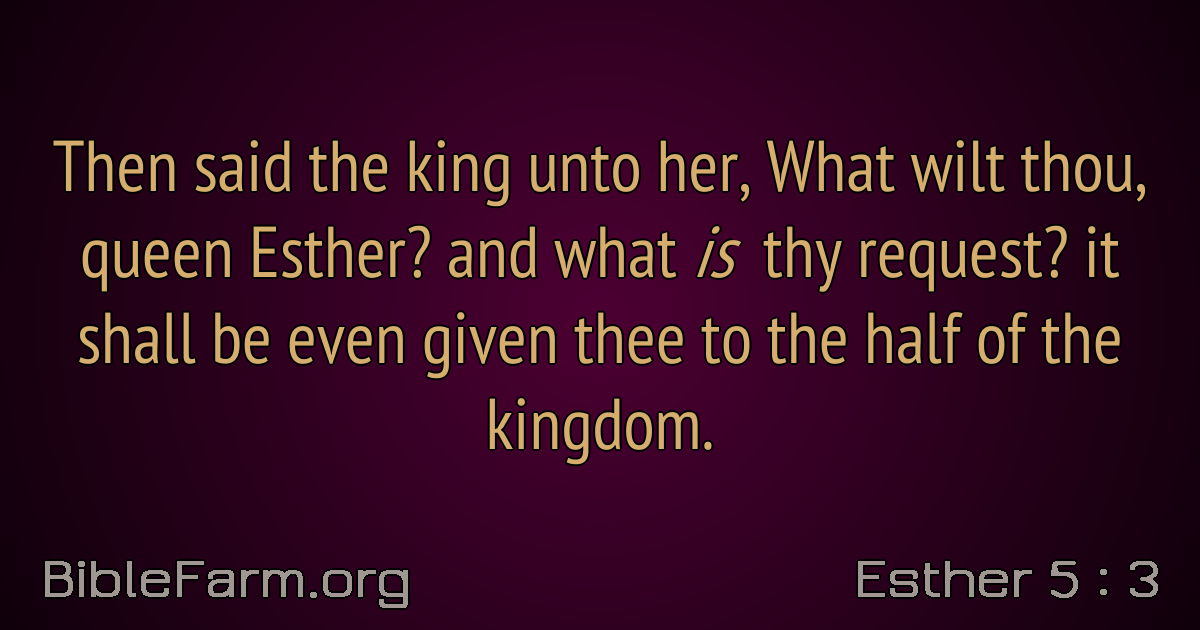 Then said the king unto her, What wilt thou,
queen Esther? and what is thy request? it
shall be even given thee to the half of the
kingdom.
BibleFarm.org
Esther 5 : 3